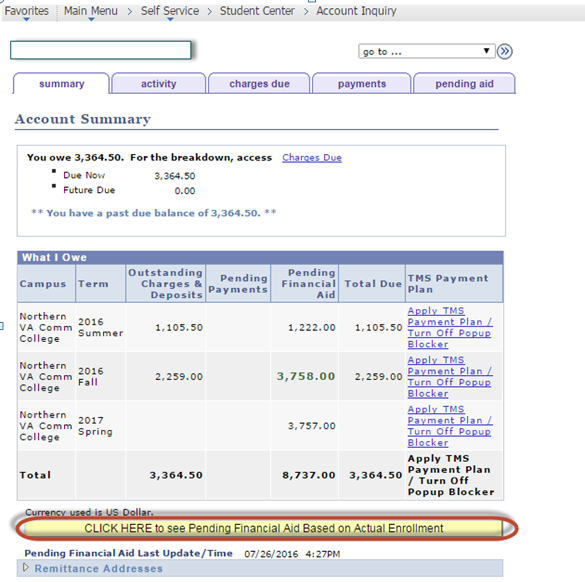 Favorites Main Menu > Self Service > Student Center > Account Inquiry
go to ...
summary activity charges due payments pending aid
Account Summary
You owe 3,364.50. For the breakdown, access Charges Due
Due Now 3,364.50
Future Due 0.00
** You have a past due balance of 3,364.50. **
What I Owe
Campus Term Outstanding Charges & Deposits Pending Payments Pending Financial Aid Total Due TMS Payment Plan
Northern VA Comm College 2016 Summer 1,105.50 1,222.00 1,105.50 Apply TMS Payment Plan / Turn Off Popup Blocker
Northern VA Comm College 2016 Fall 2,259.00 3,758.00 2,259.00 Apply TMS Payment Plan / Turn Off Popup Blocker
Northern VA Comm College 2017 Spring 3,757.00 Apply TMS Payment Plan / Turn Off Popup Blocker
Total 3,364.50 8,737.00 3,364.50 Apply TMS Payment Plan / Turn Off Popup Blocker
Currency used is US Dollar.
CLICK HERE to see Pending Financial Aid Based on Actual Enrollment
Pending Financial Aid Last Update/Time 07/26/2016 4:27PM
Remittance Addresses